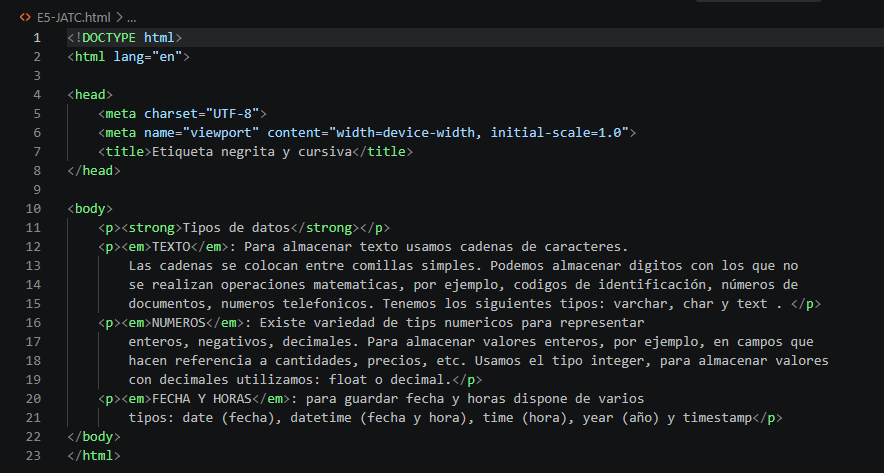 E5-JATC.html > ...
1 <!DOCTYPE html>
2 <html lang="en">
3
4 <head>
5     <meta charset="UTF-8">
6     <meta name="viewport" content="width=device-width, initial-scale=1.0">
7     <title>Etiqueta negrita y cursiva</title>
8 </head>
9
10 <body>
11     <p><strong>Tipos de datos</strong></p>
12     <p><em>TEXTO</em>: Para almacenar texto usamos cadenas de caracteres.
13         Las cadenas se colocan entre comillas simples. Podemos almacenar digitos con los que no
14         se realizan operaciones matematicas, por ejemplo, codigos de identificación, números de
15         documentos, numeros telefonicos. Tenemos los siguientes tipos: varchar, char y text . </p>
16     <p><em>NUMEROS</em>: Existe variedad de tips numericos para representar
17         enteros, negativos, decimales. Para almacenar valores enteros, por ejemplo, en campos que
18         hacen referencia a cantidades, precios, etc. Usamos el tipo integer, para almacenar valores
19         con decimales utilizamos: float o decimal.</p>
20     <p><em>FECHA Y HORAS</em>: para guardar fecha y horas dispone de varios
21         tipos: date (fecha), datetime (fecha y hora), time (hora), year (año) y timestamp</p>
22 </body>
23 </html>